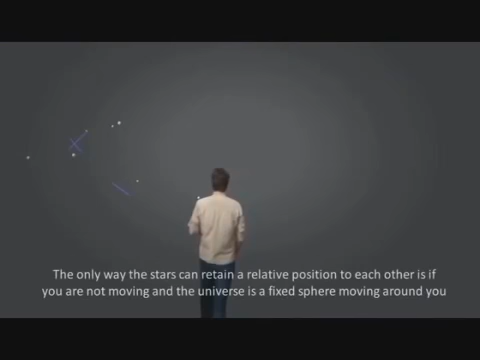 The only way the stars can retain a relative position to each other is if
you are not moving and the universe is a fixed sphere moving around you